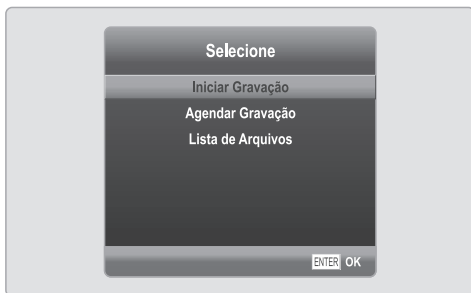 Selecione
Iniciar Gravação
Agendar Gravação
Lista de Arquivos
ENTER OK